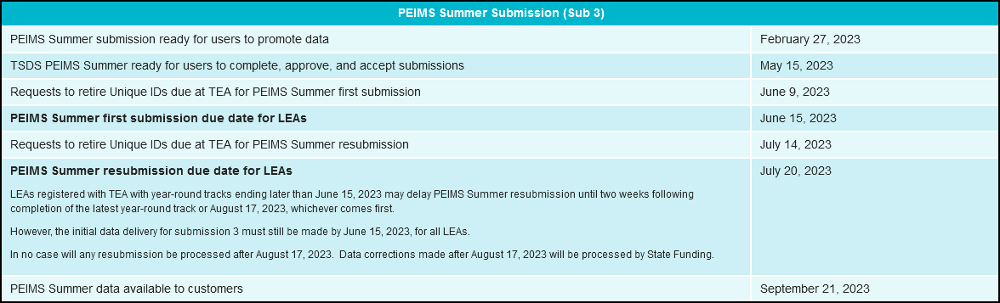 PEIMS Summer Submission (Sub 3)
PEIMS Summer submission ready for users to promote data February 27, 2023
TSDS PEIMS Summer ready for users to complete, approve, and accept submissions May 15, 2023
Requests to retire Unique IDs due at TEA for PEIMS Summer first submission June 9, 2023
PEIMS Summer first submission due date for LEAs June 15, 2023
Requests to retire Unique IDs due at TEA for PEIMS Summer resubmission July 14, 2023
PEIMS Summer resubmission due date for LEAs July 20, 2023
LEAs registered with TEA with year-round tracks ending later than June 15, 2023 may delay PEIMS Summer resubmission until two weeks following
completion of the latest year-round track or August 17, 2023, whichever comes first.
However, the initial data delivery for submission 3 must still be made by June 15, 2023, for all LEAs.
In no case will any resubmission be processed after August 17, 2023.  Data corrections made after August 17, 2023 will be processed by State Funding.
PEIMS Summer data available to customers September 21, 2023